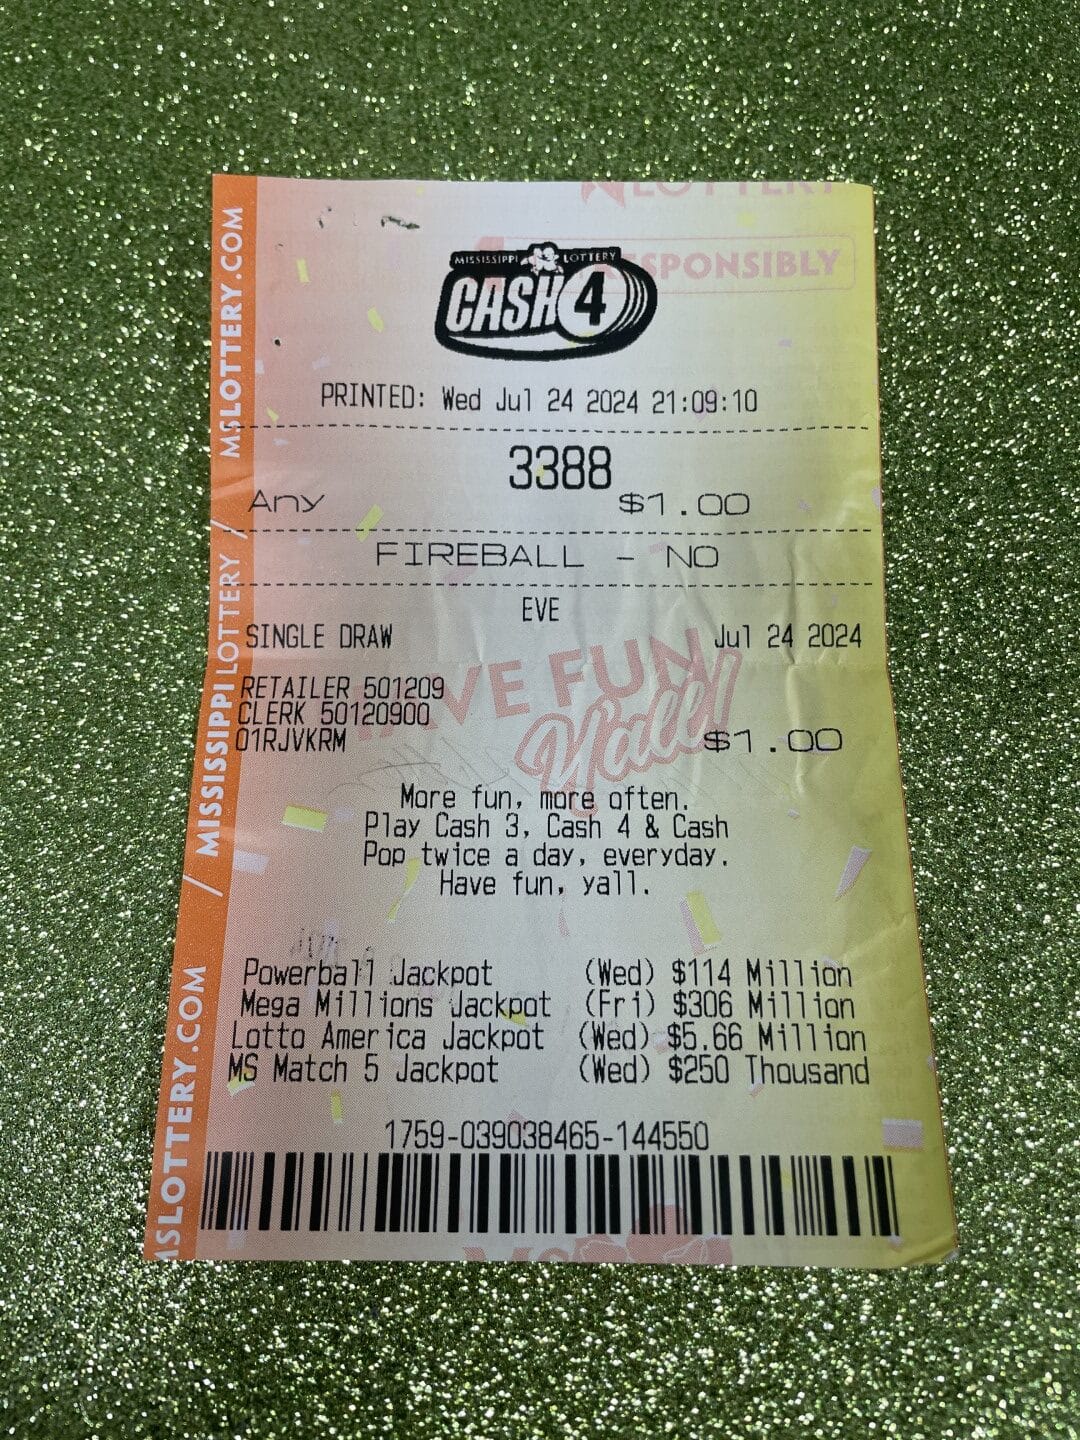 MSLOTTERY.COM / MISSISSIPPI LOTTERY / MSLOTTERY.COM
LOTTERY
RESPONSIBLY
MISSISSIPPI LOTTERY
CASH 4
PRINTED: Wed Jul 24 2024 21:09:10
3388
Any $1.00
FIREBALL - NO
EVE
SINGLE DRAW Jul 24 2024
HAVE FUN
Y'all!
RETAILER 501209
CLERK 50120900
01RJVKRM $1.00
More fun, more often.
Play Cash 3, Cash 4 & Cash
Pop twice a day, everyday.
Have fun, yall.
Powerball Jackpot (Wed) $114 Million
Mega Millions Jackpot (Fri) $306 Million
Lotto America Jackpot (Wed) $5.66 Million
MS Match 5 Jackpot (Wed) $250 Thousand
1759-039038465-144550